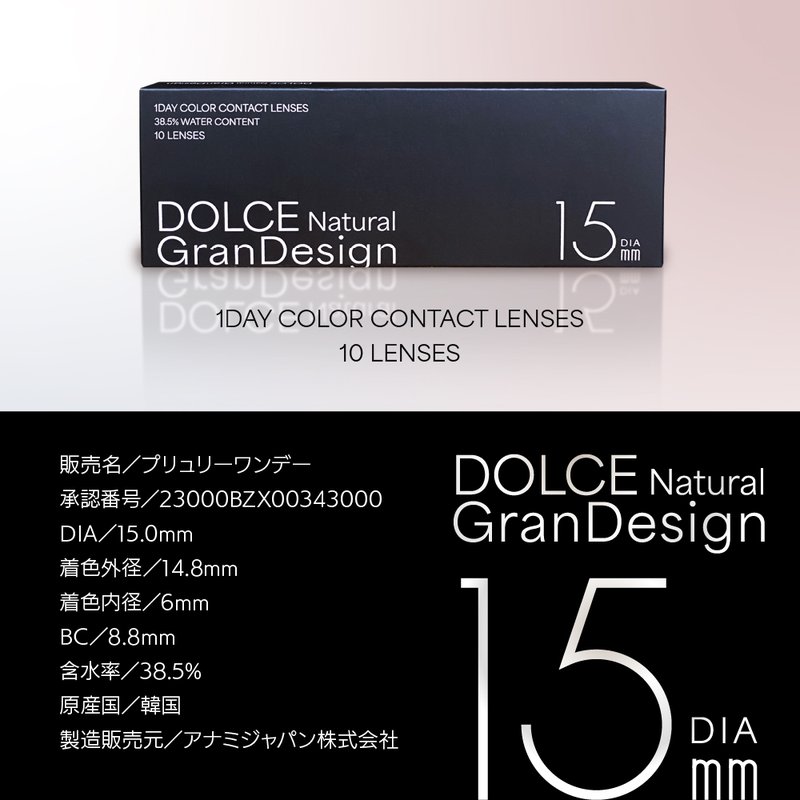 1DAY COLOR CONTACT LENSES
38.5% WATER CONTENT
10 LENSES
DOLCE Natural
GranDesign
15 DIA mm
1DAY COLOR CONTACT LENSES
10 LENSES
販売名／プリュリーワンデー
承認番号／23000BZX00343000
DIA／15.0mm
着色外径／14.8mm
着色内径／6mm
BC／8.8mm
含水率／38.5%
原産国／韓国
製造販売元／アナミジャパン株式会社
DOLCE Natural
GranDesign
15 DIA mm